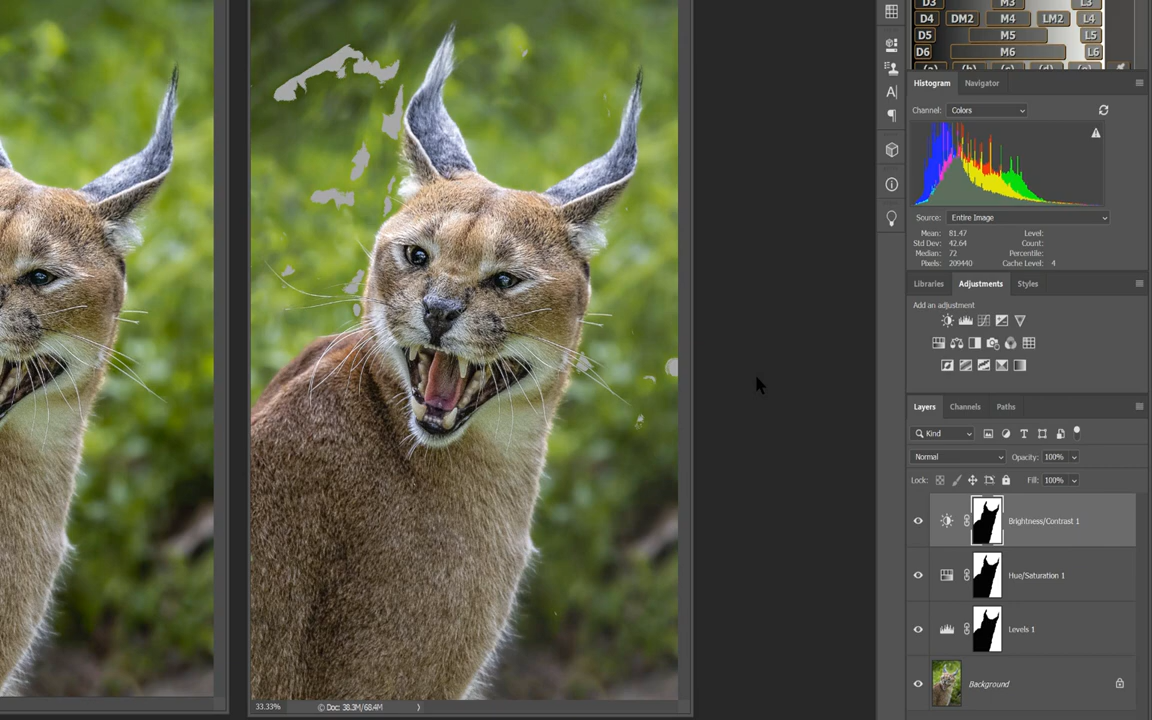 D3 M3 L3
D4 DM2 M4 LM2 L4
D5 M5 L5
D6 M6 L6
Histogram Navigator
Channel: Colors
Source: Entire Image
Mean: 81.47 Level:
Std Dev: 42.64 Count:
Median: 72 Percentile:
Pixels: 209440 Cache Level: 4
Libraries Adjustments Styles
Add an adjustment
Layers Channels Paths
Kind
Normal Opacity: 100%
Lock: Fill: 100%
Brightness/Contrast 1
Hue/Saturation 1
Levels 1
Background
33.33% © Doc: 38.3M/68.4M